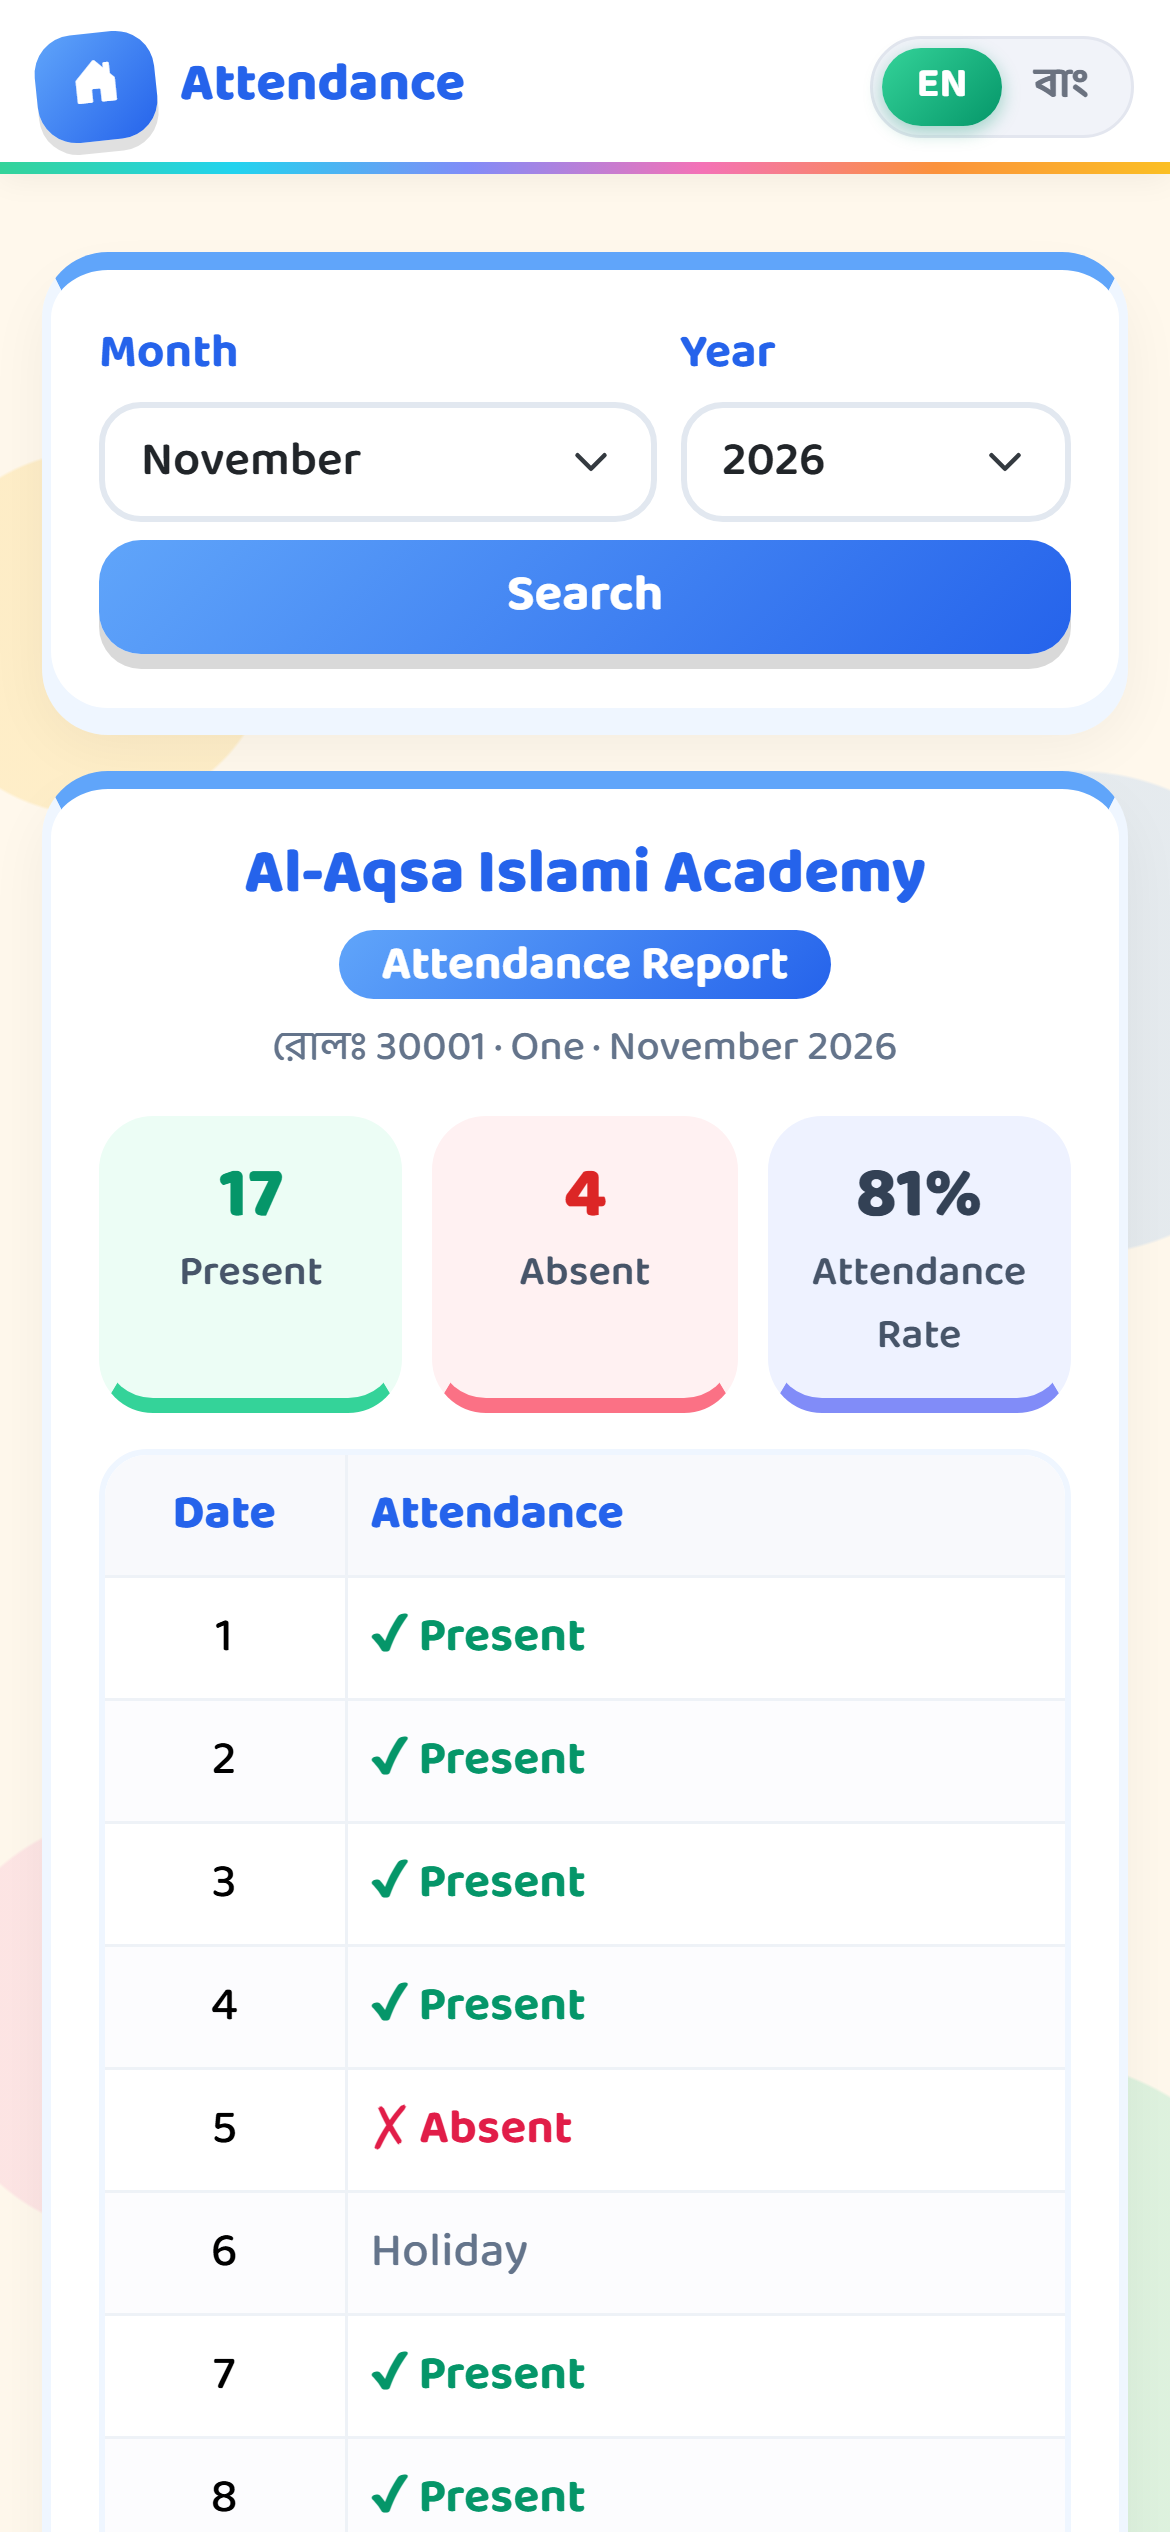 Attendance
EN
বাং
Month
Year
November
2026
Search
Al-Aqsa Islami Academy
Attendance Report
রোলঃ 30001 · One · November 2026
17
Present
4
Absent
81%
Attendance
Rate
Date
Attendance
1
✓ Present
2
✓ Present
3
✓ Present
4
✓ Present
5
✗ Absent
6
Holiday
7
✓ Present
8
✓ Present